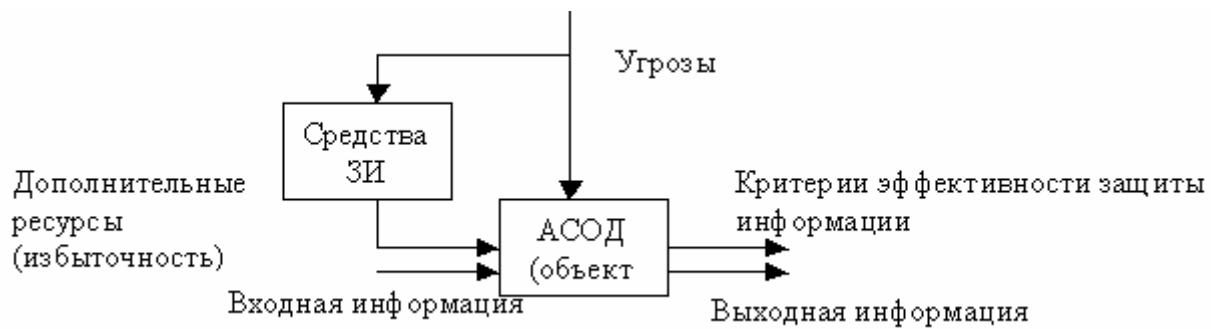 Угрозы
Средства
ЗИ
Дополнительные
ресурсы
(избыточность)
АСОД
(объект
Критерии эффективности защиты
информации
Входная информация
Выходная информация